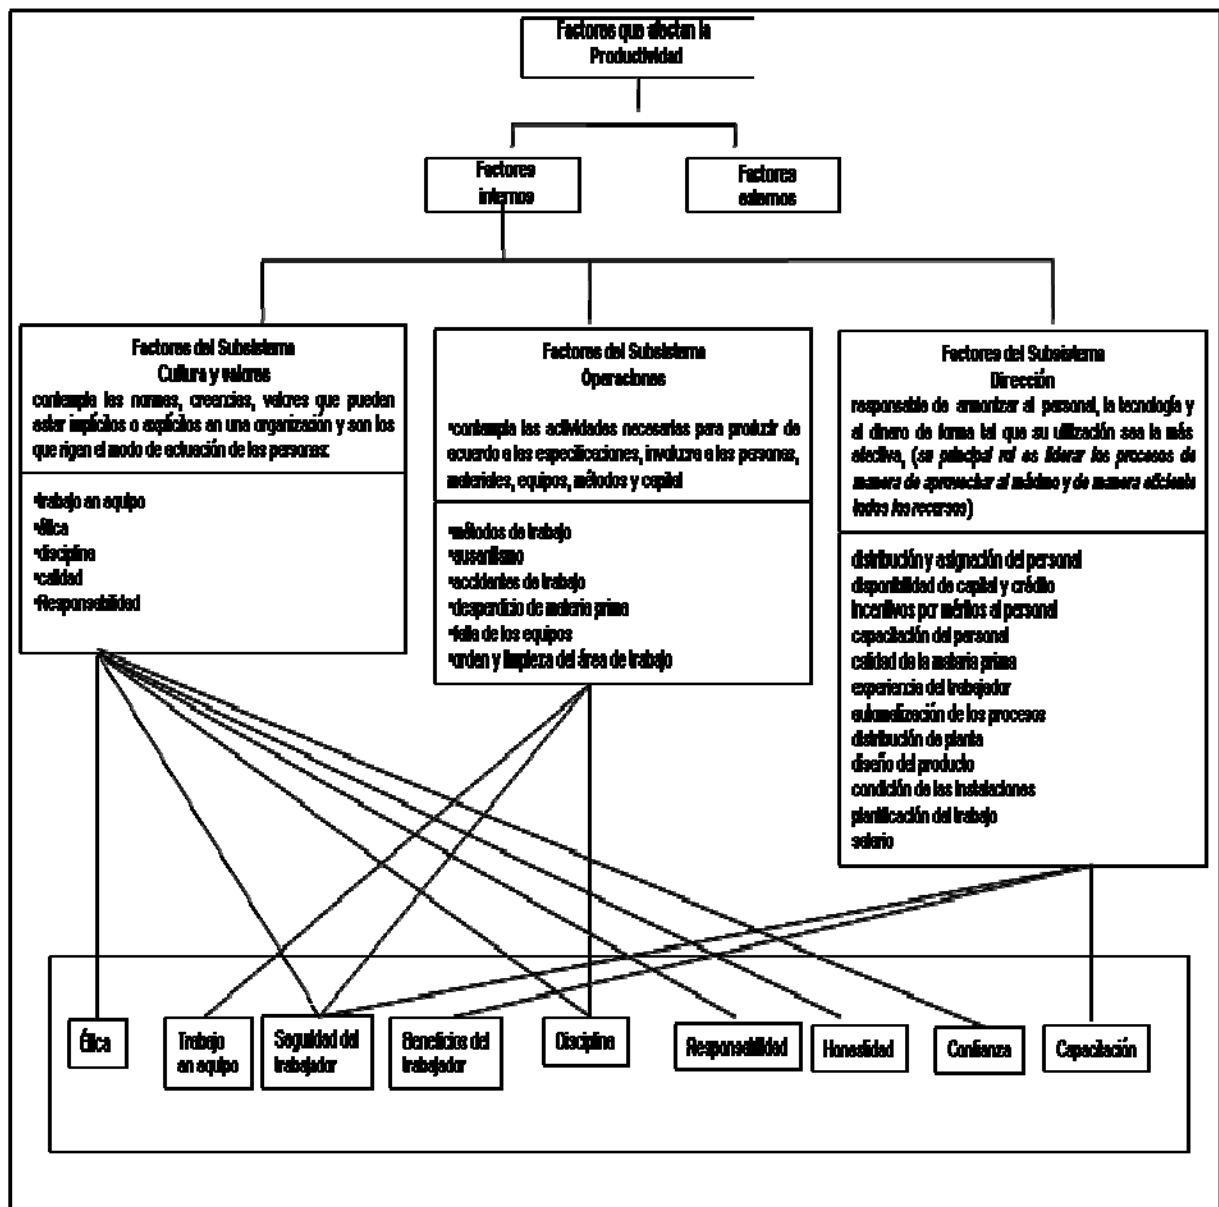 Factores que afectan la
Productividad
Factores
internos
Factores
externos
Factores del Subsistema
Cultura y valores
contempla las normas, creencias, valores que pueden
estar implícitos o explícitos en una organización y son los
que rigen el modo de actuación de las personas:
•trabajo en equipo
•ética
•disciplina
•calidad
•Responsabilidad
Factores del Subsistema
Operaciones
•contempla las actividades necesarias para producir de
acuerdo a las especificaciones, involucra a las personas,
materiales, equipos, métodos y capital
•métodos de trabajo
•ausentismo
•accidentes de trabajo
•desperdicio de materia prima
•falla de los equipos
•orden y limpieza del área de trabajo
Factores del Subsistema
Dirección
responsable de armonizar al personal, la tecnología y
el dinero de forma tal que su utilización sea la más
efectiva, (su principal rol es liderar los procesos de
manera de aprovechar al máximo y de manera eficiente
todos los recursos)
distribución y asignación del personal
disponibilidad de capital y crédito
incentivos por méritos al personal
capacitación del personal
calidad de la materia prima
experiencia del trabajador
automatización de los procesos
distribución de planta
diseño del producto
condición de las instalaciones
planificación del trabajo
salario
Ética
Trabajo
en equipo
Seguridad del
trabajador
Beneficios del
trabajador
Disciplina
Responsabilidad
Honestidad
Confianza
Capacitación